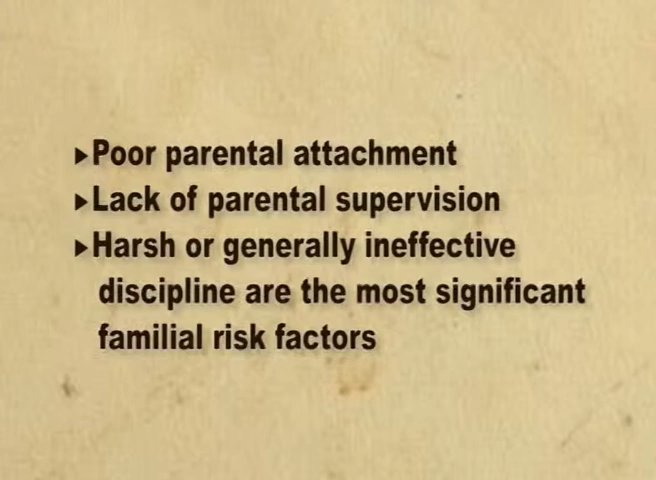 ▸Poor parental attachment
▸Lack of parental supervision
▸Harsh or generally ineffective
discipline are the most significant
familial risk factors